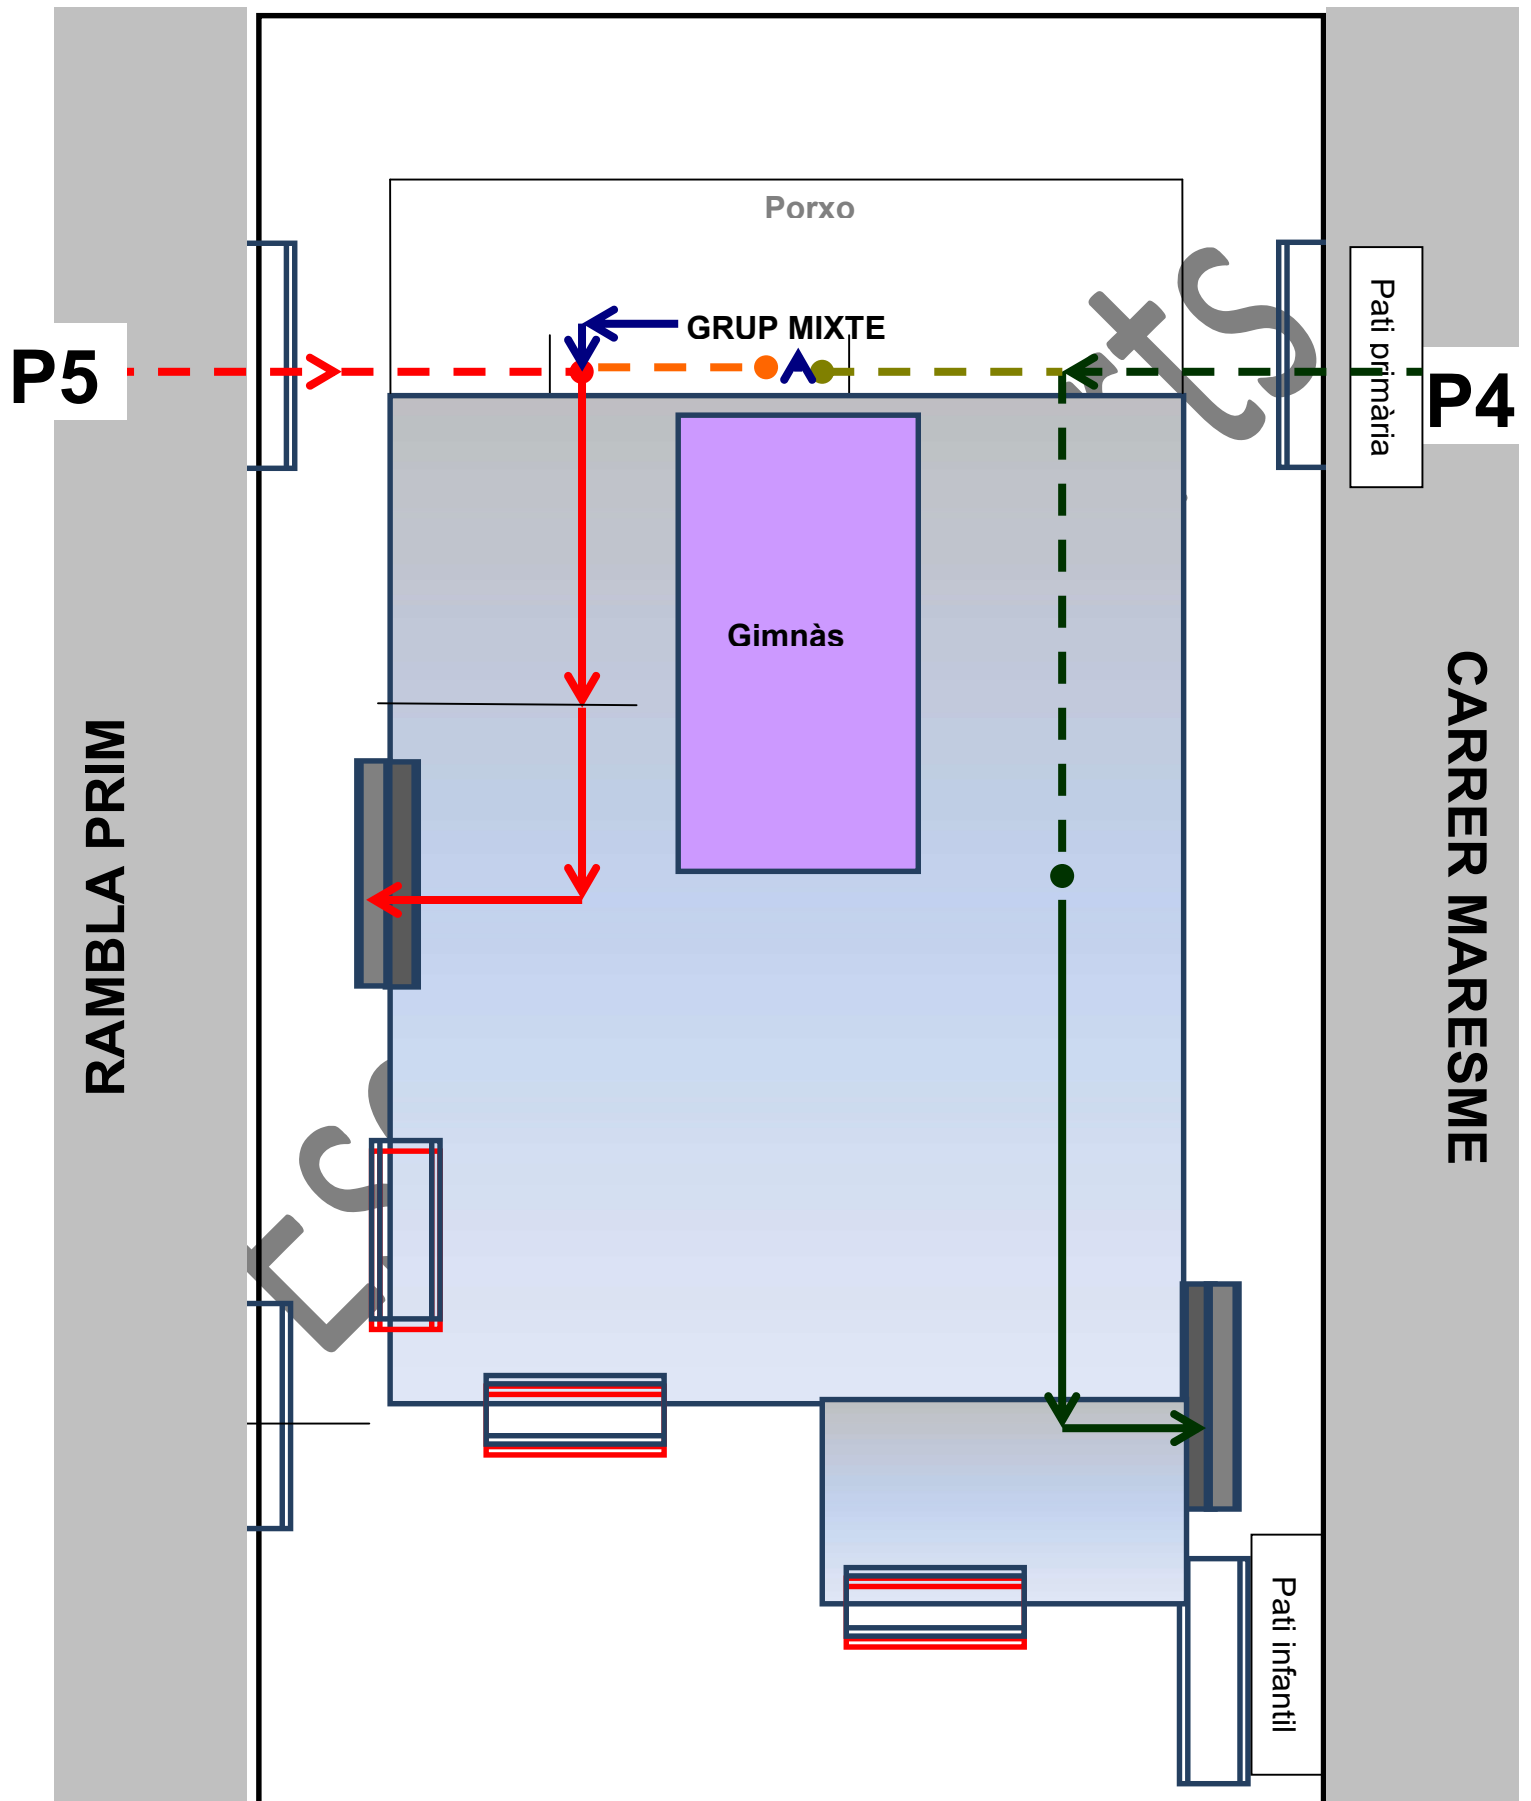 Porxo
GRUP MIXTE
P5
P4
Pati primària
Gimnàs
RAMBLA PRIM
CARRER MARESME
Pati infantil